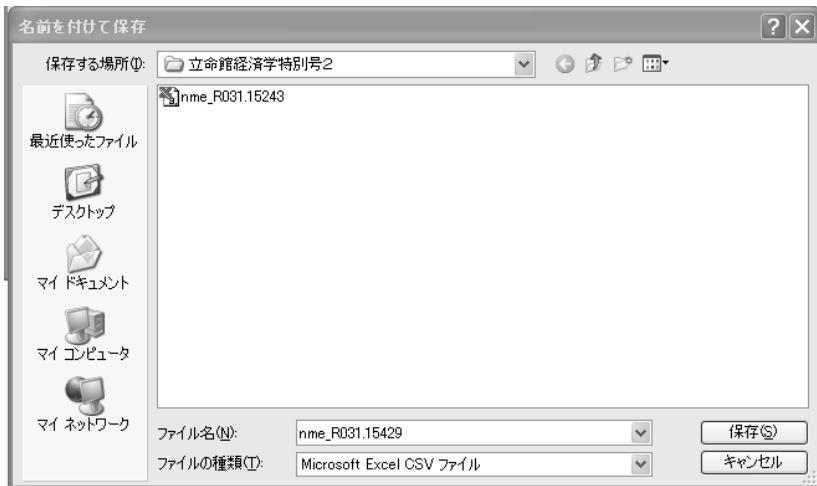 名前を付けて保存
保存する場所(I):
立命館経済学特別号2
nme_R031.15243
最近使ったファイル
デスクトップ
マイ ドキュメント
マイ コンピュータ
マイ ネットワーク
ファイル名(N):
nme_R031.15429
保存(S)
ファイルの種類(T):
Microsoft Excel CSV ファイル
キャンセル